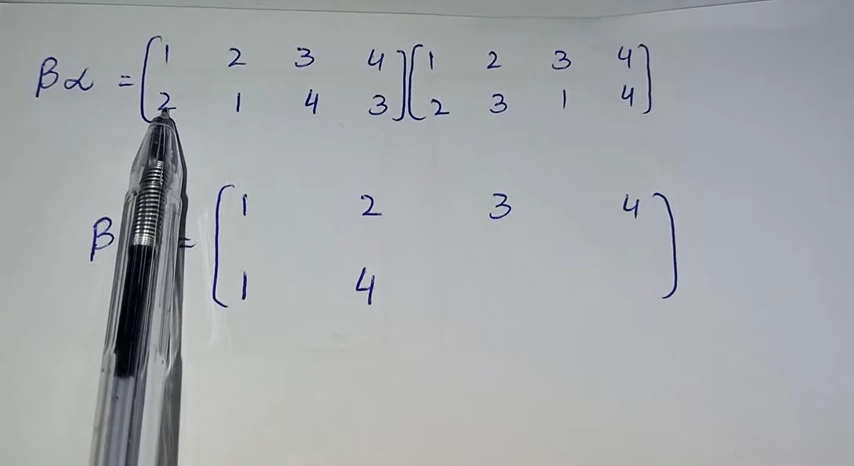 βα = ( 1 2 3 4 ) ( 1 2 3 4 )
( 2 1 4 3 ) ( 2 3 1 4 )
β = ( 1 2 3 4 )
( 1 4 )